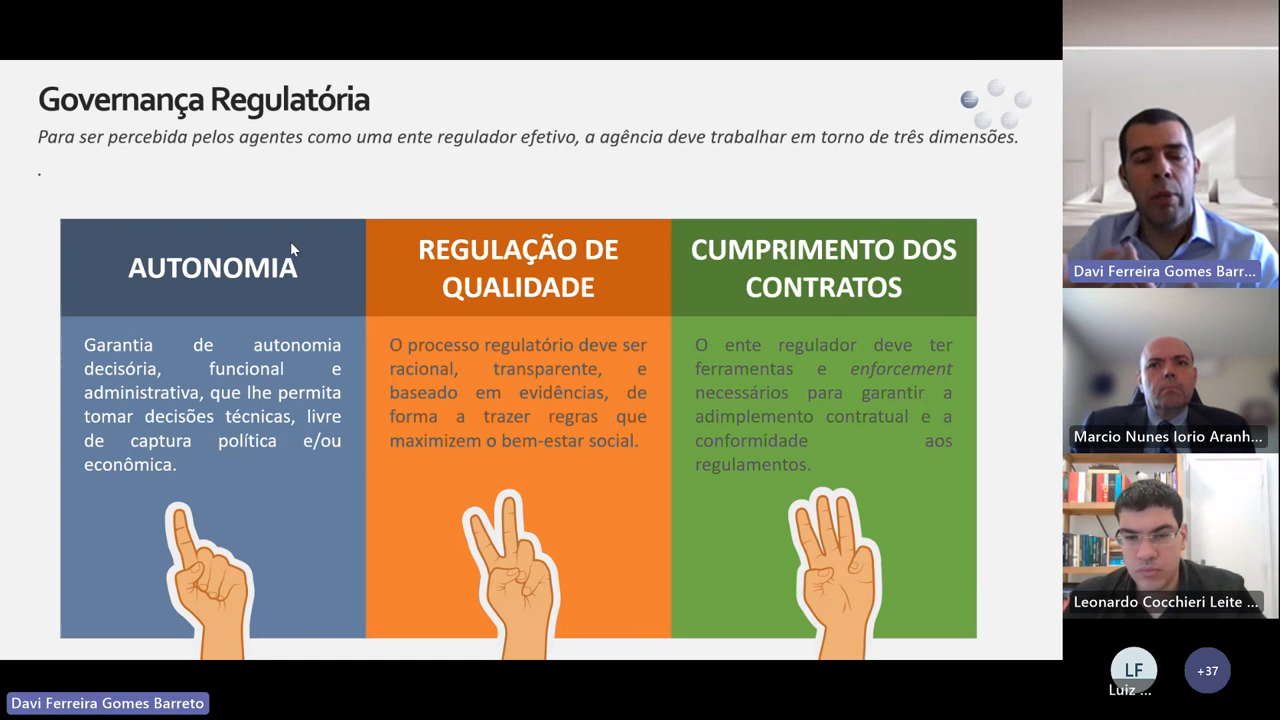 Governança Regulatória
Para ser percebida pelos agentes como uma ente regulador efetivo, a agência deve trabalhar em torno de três dimensões.
.
AUTONOMIA
Garantia de autonomia
decisória, funcional e
administrativa, que lhe permita
tomar decisões técnicas, livre
de captura política e/ou
econômica.
REGULAÇÃO DE
QUALIDADE
O processo regulatório deve ser
racional, transparente, e
baseado em evidências, de
forma a trazer regras que
maximizem o bem-estar social.
CUMPRIMENTO DOS
CONTRATOS
O ente regulador deve ter
ferramentas e enforcement
necessários para garantir a
adimplemento contratual e a
conformidade aos
regulamentos.
Davi Ferreira Gomes Barr...
Marcio Nunes Iorio Aranh...
Leonardo Cocchieri Leite ...
LF
Luiz ...
+37
Davi Ferreira Gomes Barreto